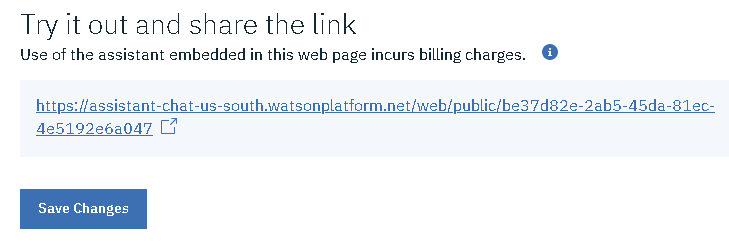 Try it out and share the link
Use of the assistant embedded in this web page incurs billing charges.
https://assistant-chat-us-south.watsonplatform.net/web/public/be37d82e-2ab5-45da-81ec-
4e5192e6a047
Save Changes